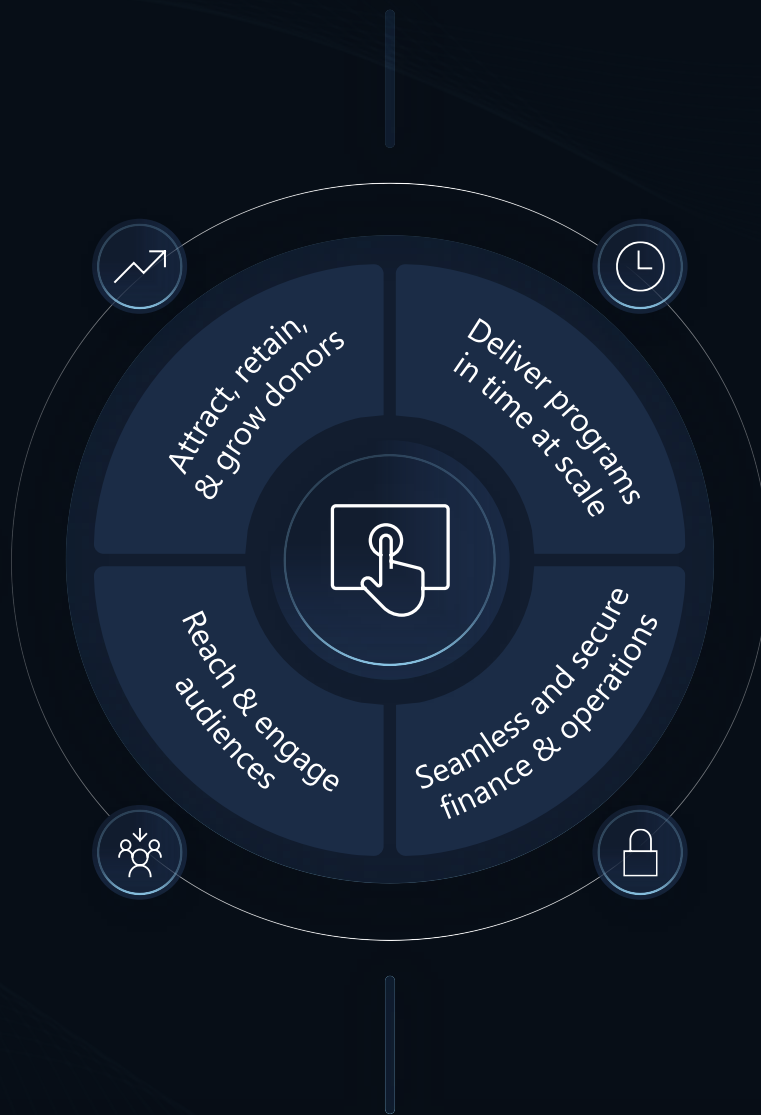 Attract, retain,
& grow donors
Deliver programs
in time at scale
Reach & engage
audiences
Seamless and secure
finance & operations